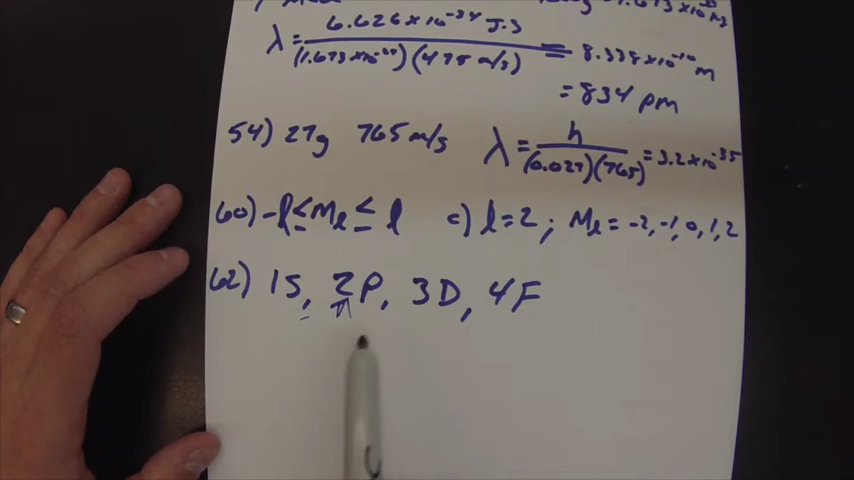 λ = 6.626×10⁻³⁴ J·s / (1.673×10⁻²⁷)(475 m/s) = 8.338×10⁻¹⁰ m
= 834 pm
54) 27g 765 m/s λ = h / (0.027)(765) = 3.2×10⁻³⁵
60) -l ≤ Ml ≤ l c) l = 2; Ml = -2, -1, 0, 1, 2
62) 1S, 2P, 3D, 4F